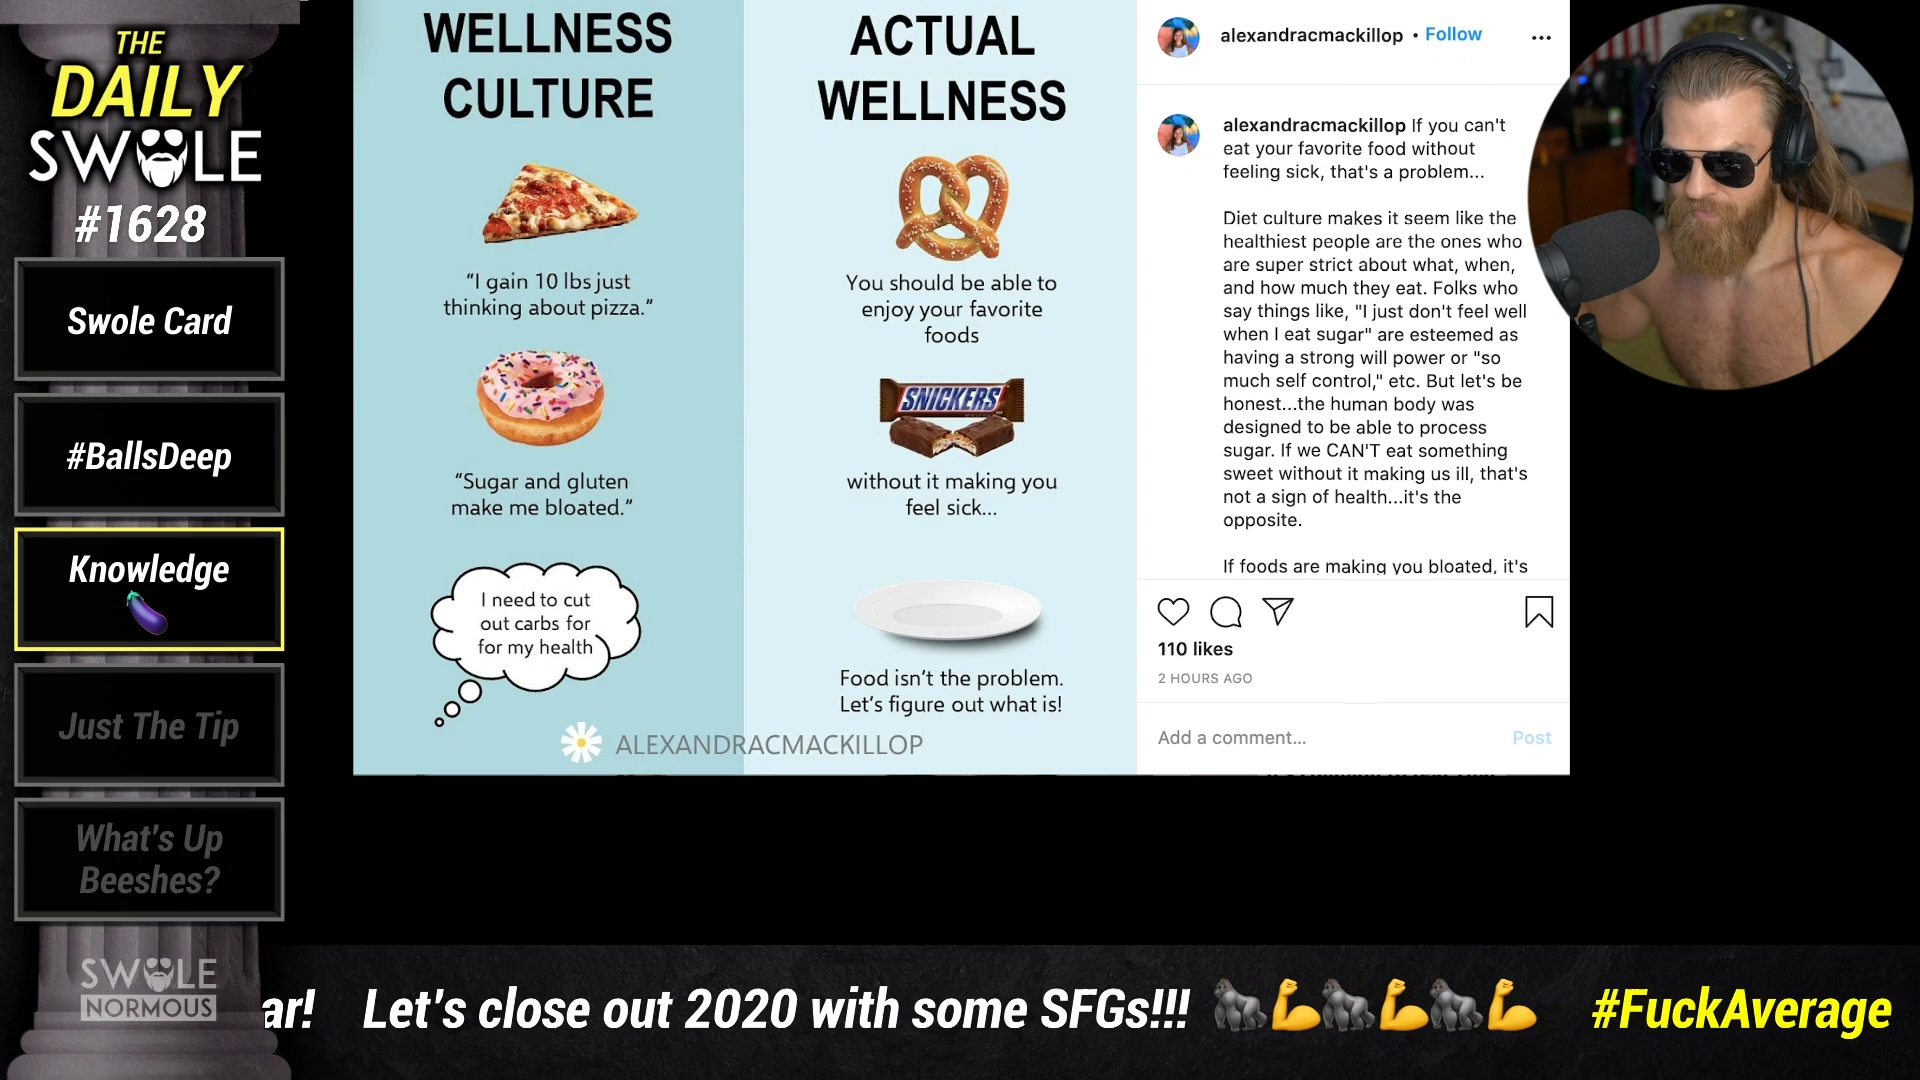 THE
DAILY
SWOLE
#1628
Swole Card
#BallsDeep
Knowledge
Just The Tip
What's Up
Beeshes?
SWOLE
NORMOUS
WELLNESS
CULTURE
“I gain 10 lbs just
thinking about pizza.”
“Sugar and gluten
make me bloated.”
I need to cut
out carbs for
for my health
ACTUAL
WELLNESS
You should be able to
enjoy your favorite
foods
SNICKERS
without it making you
feel sick...
Food isn’t the problem.
Let’s figure out what is!
ALEXANDRACMACKILLOP
alexandracmackillop • Follow
alexandracmackillop If you can't
eat your favorite food without
feeling sick, that's a problem...
Diet culture makes it seem like the
healthiest people are the ones who
are super strict about what, when,
and how much they eat. Folks who
say things like, "I just don't feel well
when I eat sugar" are esteemed as
having a strong will power or "so
much self control," etc. But let's be
honest...the human body was
designed to be able to process
sugar. If we CAN'T eat something
sweet without it making us ill, that's
not a sign of health...it's the
opposite.
If foods are making you bloated, it's
110 likes
2 HOURS AGO
Add a comment... Post
ar! Let's close out 2020 with some SFGs!!! 🦍💪🦍💪🦍💪 #FuckAverage